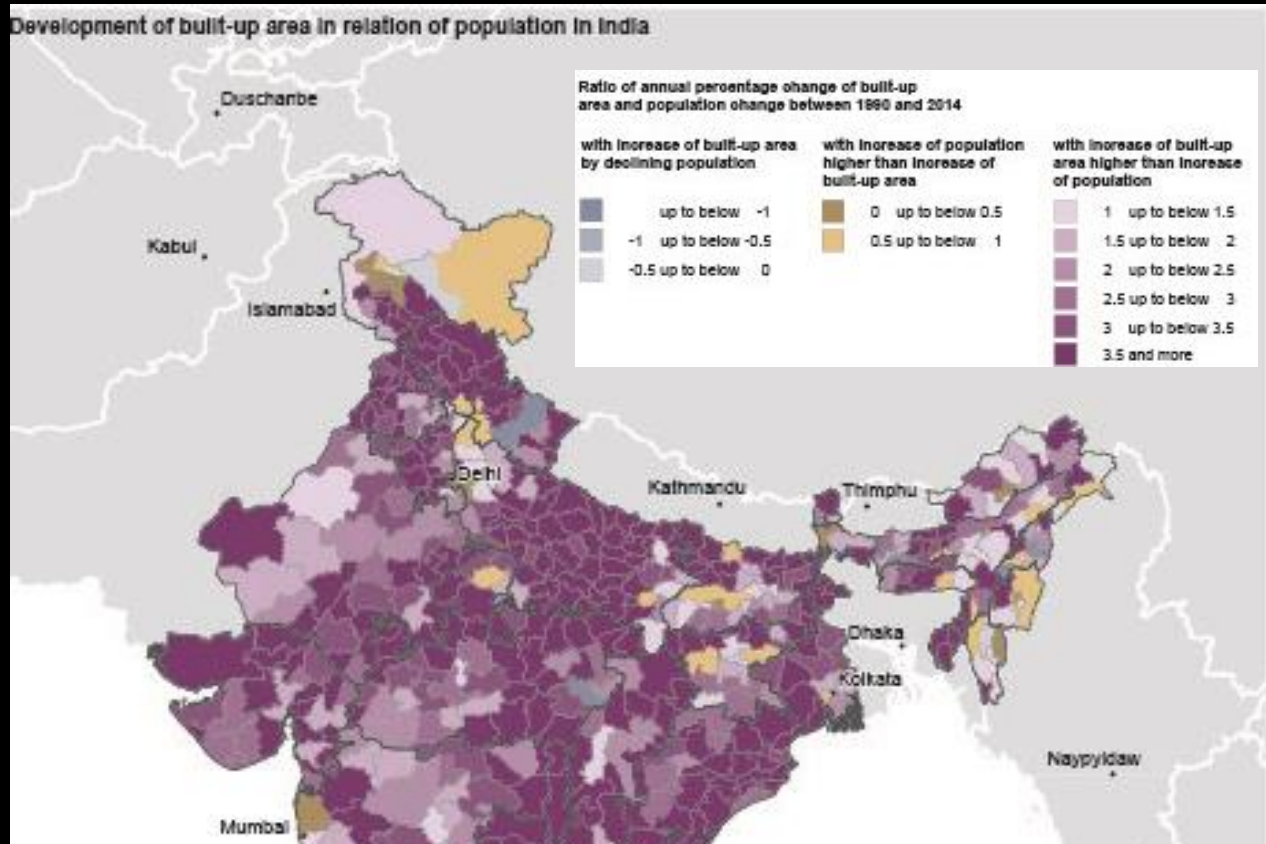 Development of built-up area in relation of population in India
Ratio of annual percentage change of built-up
area and population change between 1990 and 2014
with increase of built-up area
by declining population
up to below -1
-1 up to below -0.5
-0.5 up to below 0
with increase of population
higher than increase of
built-up area
0 up to below 0.5
0.5 up to below 1
with increase of built-up
area higher than increase
of population
1 up to below 1.5
1.5 up to below 2
2 up to below 2.5
2.5 up to below 3
3 up to below 3.5
3.5 and more
Duschanbe
Kabul
Islamabad
Delhi
Kathmandu
Thimphu
Dhaka
Kolkata
Naypyidaw
Mumbai